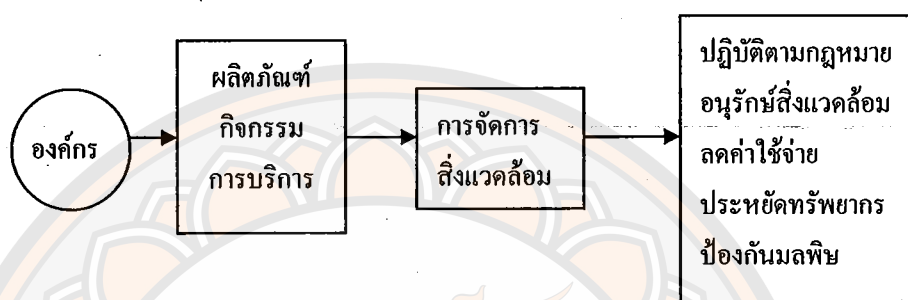 องค์กร
ผลิตภัณฑ์
กิจกรรม
การบริการ
การจัดการ
สิ่งแวดล้อม
ปฏิบัติตามกฎหมาย
อนุรักษ์สิ่งแวดล้อม
ลดค่าใช้จ่าย
ประหยัดทรัพยากร
ป้องกันมลพิษ